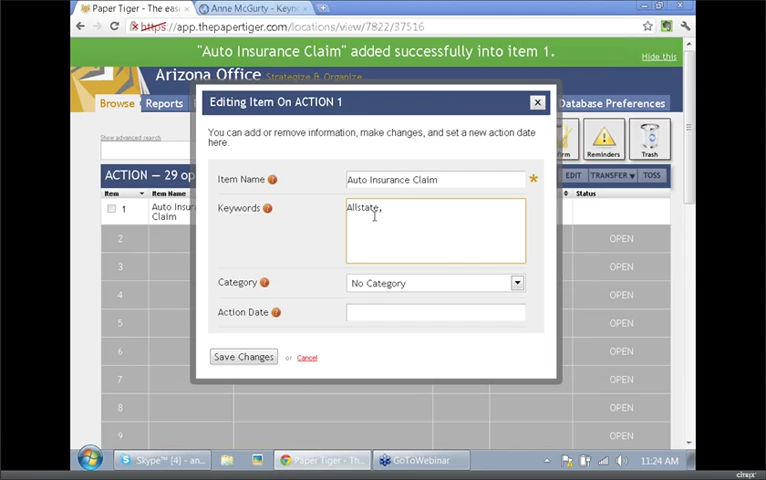 Paper Tiger - The eas
Anne McGurty - Keyno
https://app.thepapertiger.com/locations/view/7822/37516
"Auto Insurance Claim" added successfully into item 1.
Hide this
Arizona Office Strategize & Organize
Browse Reports
Database Preferences
Show advanced search
Reminders
Trash
ACTION — 29 op
EDIT TRANSFER TOSS
Item Item Name Status
1 Auto Insura
Claim
2 OPEN
3 OPEN
4 OPEN
5 OPEN
6 OPEN
7 OPEN
8 OPEN
9 OPEN
Editing Item On ACTION 1
You can add or remove information, make changes, and set a new action date
here.
Item Name Auto Insurance Claim
Keywords Allstate,
Category No Category
Action Date
Save Changes or Cancel
Skype™ [4] - an...
Paper Tiger - Th...
GoToWebinar
11:24 AM
citrix